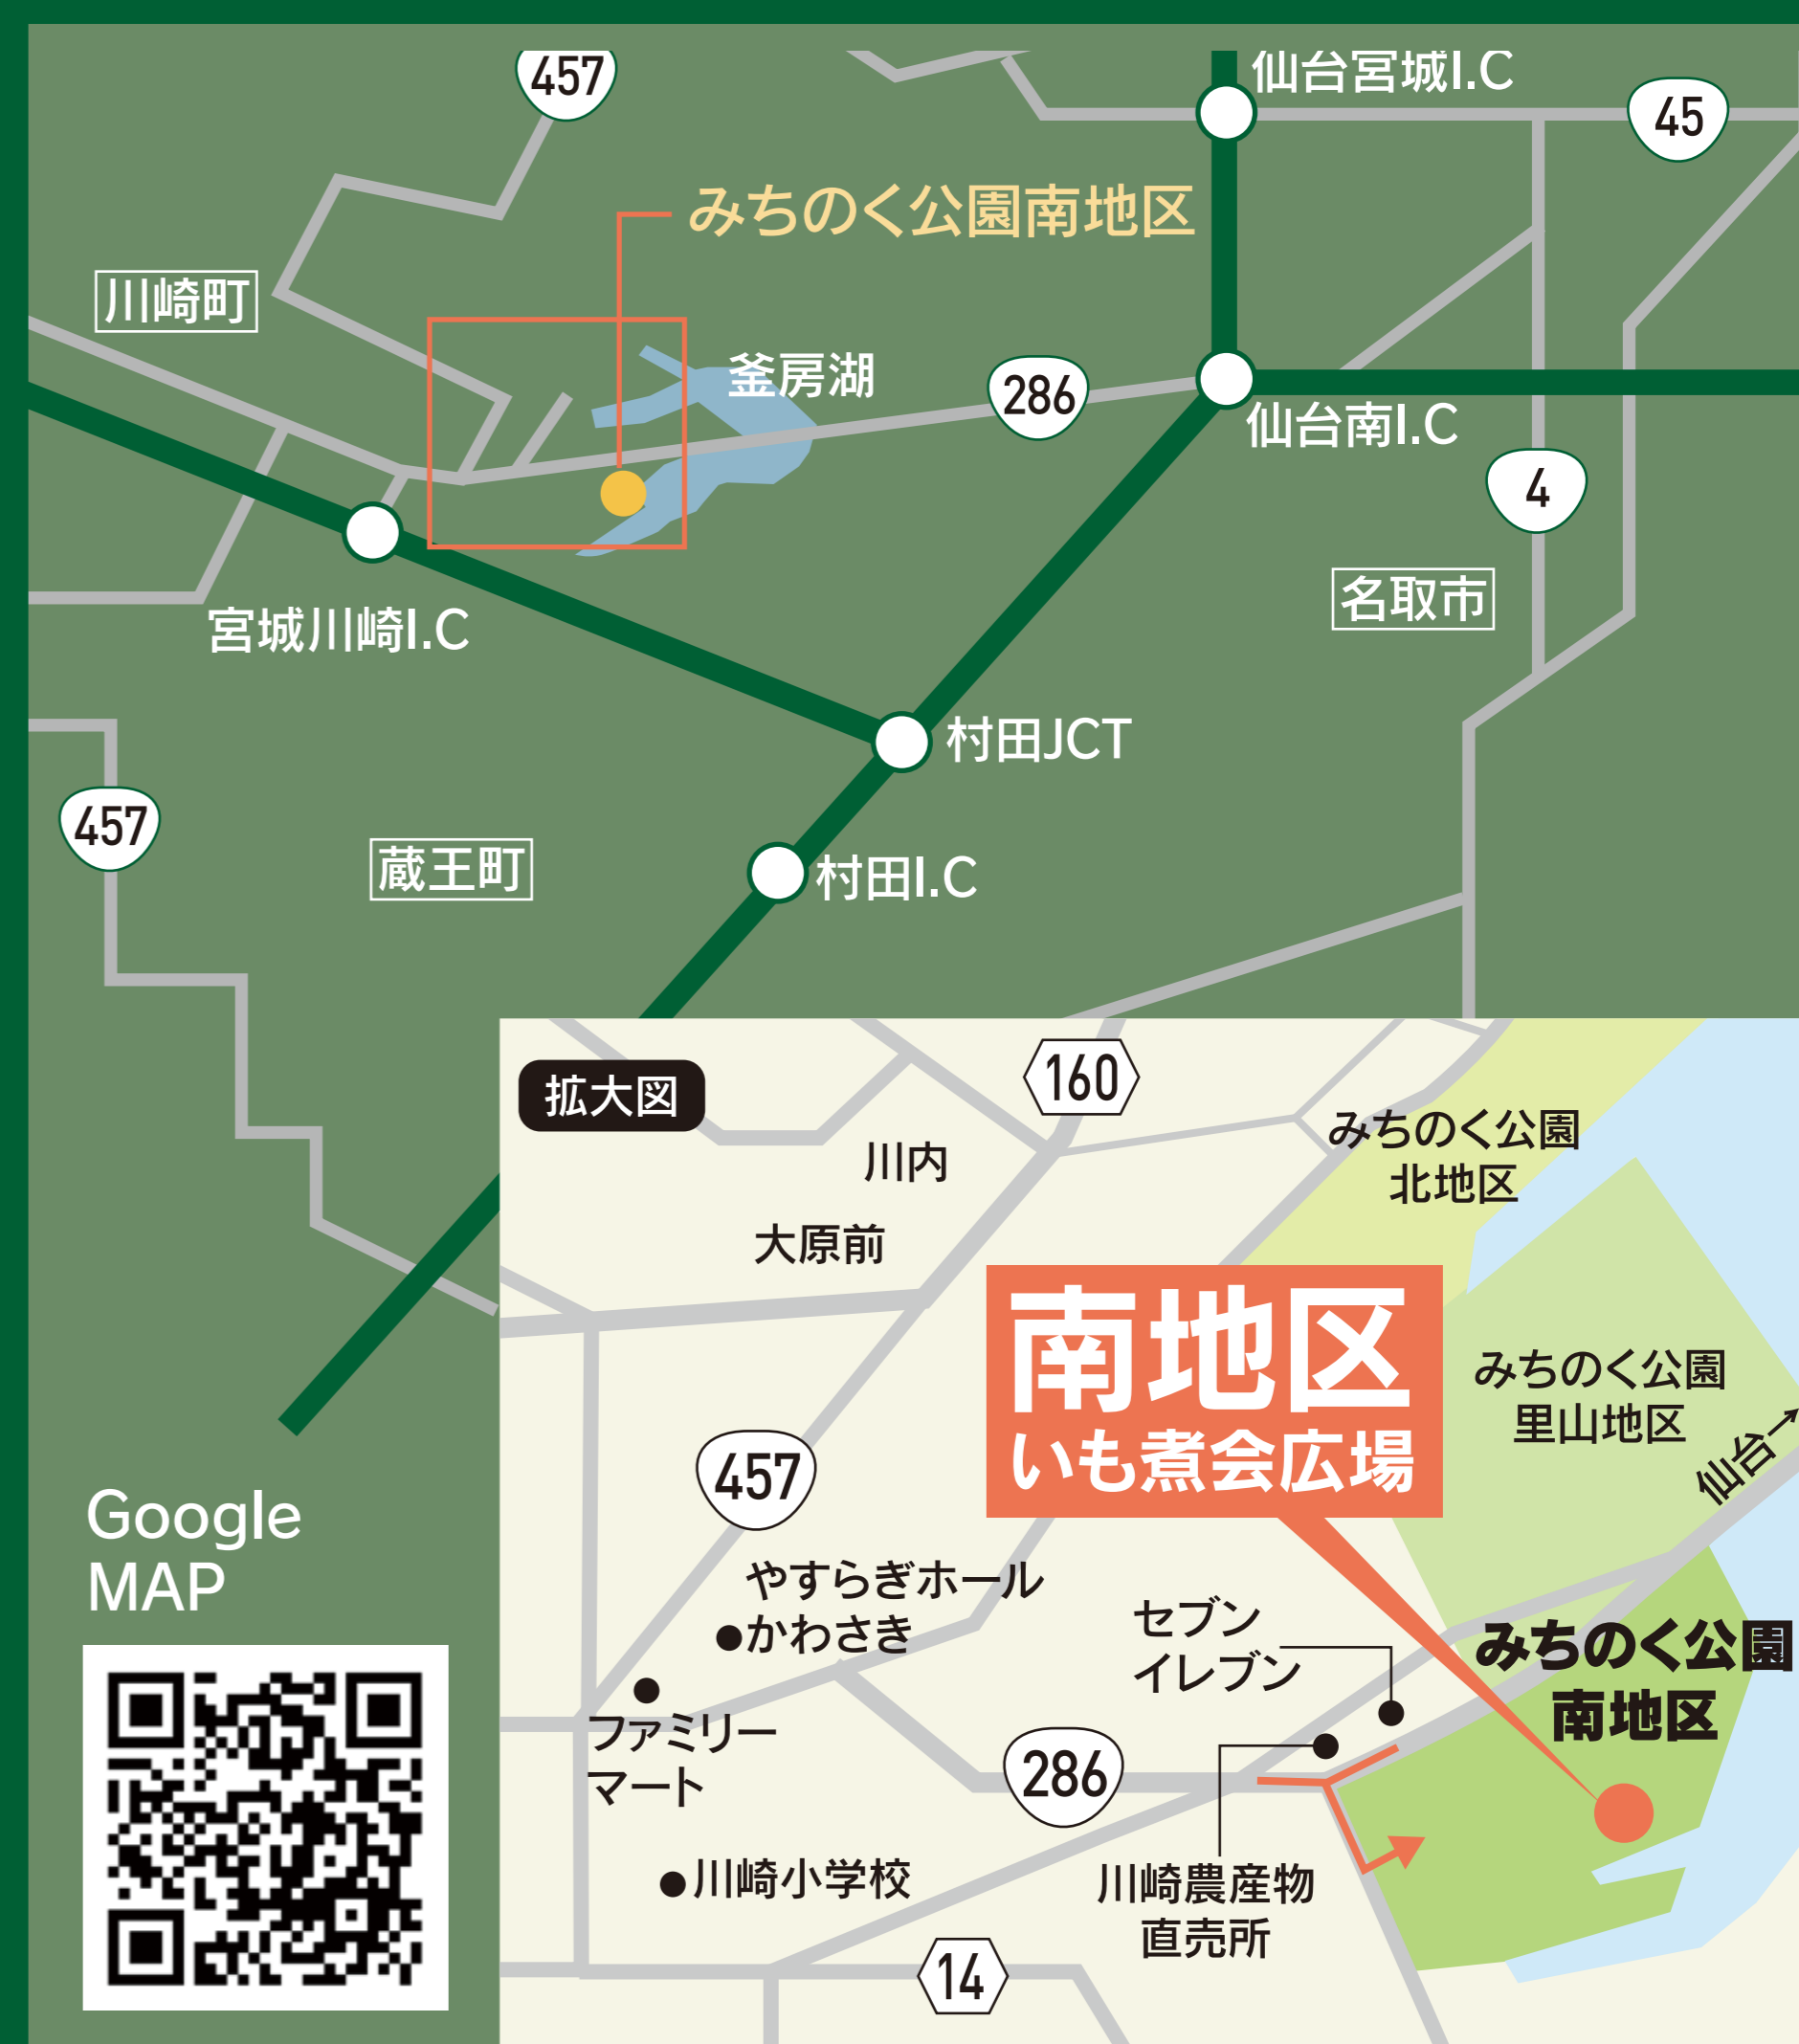 457
仙台宮城I.C
45
みちのく公園南地区
川崎町
釜房湖
286
仙台南I.C
4
名取市
宮城川崎I.C
村田JCT
457
蔵王町
村田I.C
拡大図
160
川内
みちのく公園
北地区
大原前
南地区
いも煮会広場
みちのく公園
里山地区
仙台→
457
やすらぎホール
かわさき
セブン
イレブン
みちのく公園
南地区
ファミリー
マート
286
川崎小学校
川崎農産物
直売所
14
Google
MAP